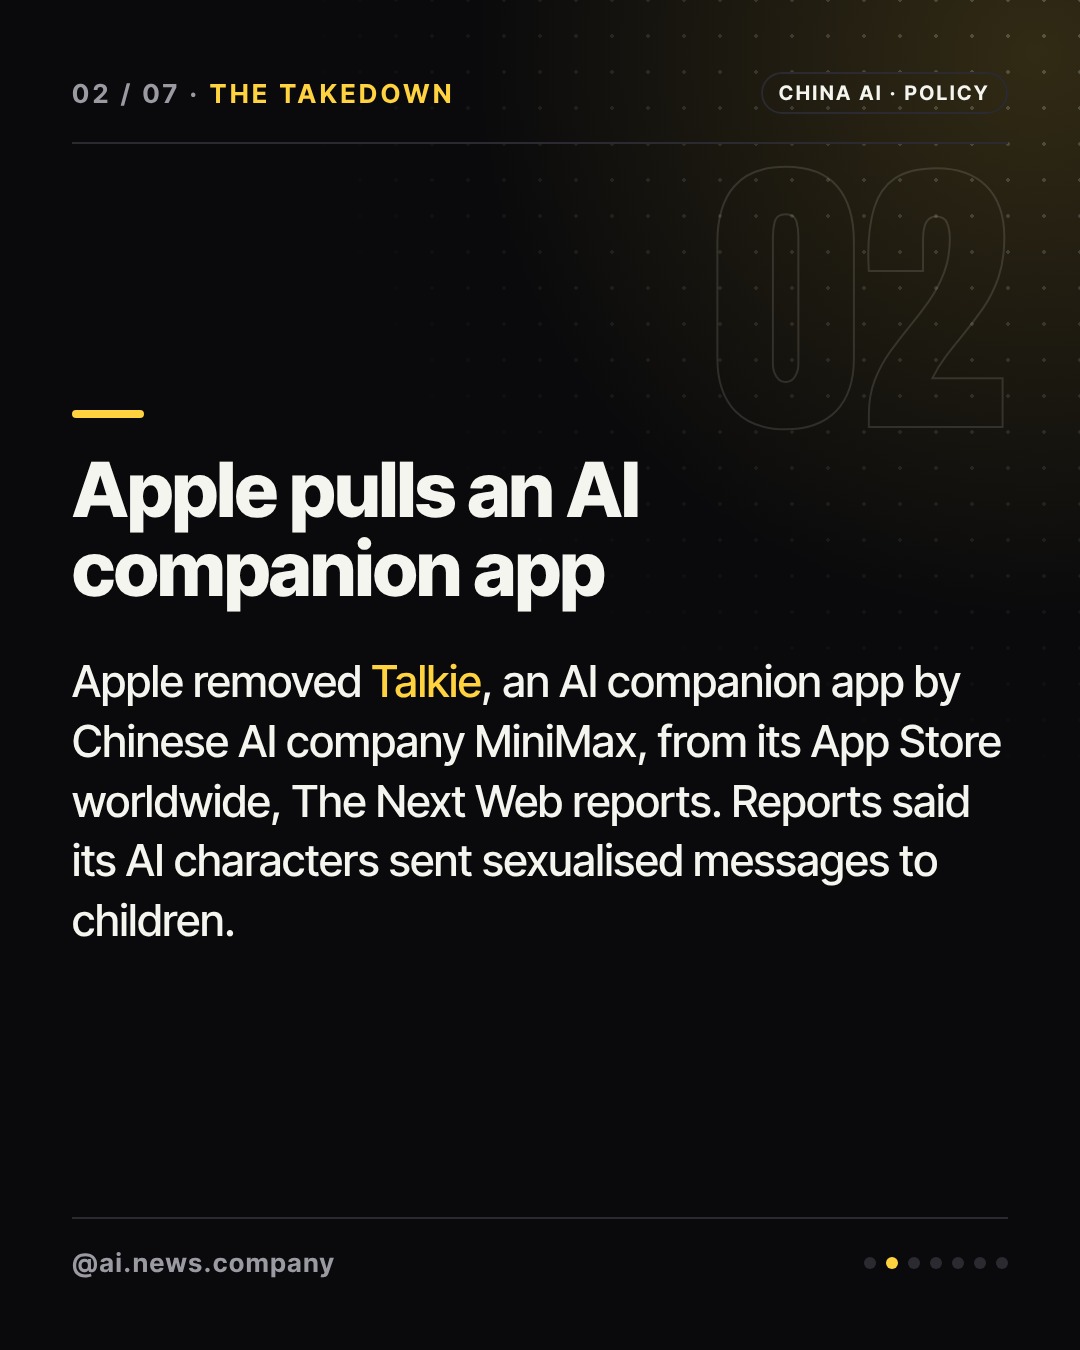 02 / 07 · THE TAKEDOWN
CHINA AI · POLICY
02
Apple pulls an AI
companion app
Apple removed Talkie, an AI companion app by
Chinese AI company MiniMax, from its App Store
worldwide, The Next Web reports. Reports said
its AI characters sent sexualised messages to
children.
@ai.news.company